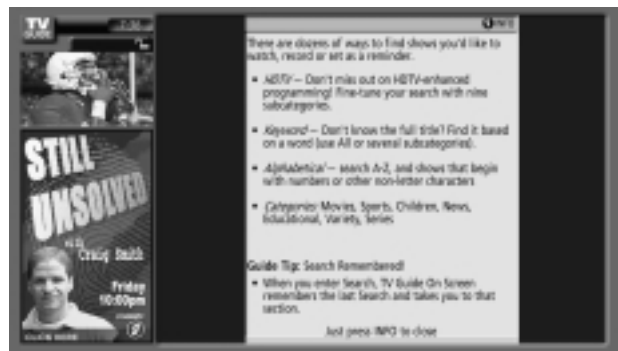 TV
GUIDE
INFO
There are dozens of ways to find shows you'd like to
watch, record or set as a reminder.
• HDTV – Don't miss out on HDTV-enhanced
programming! Fine-tune your search with nine
subcategories.
• Keyword – Don't know the full title? Find it based
on a word (use All or several subcategories).
• Alphabetical – search A-Z, and shows that begin
with numbers or other non-letter characters
• Categories: Movies, Sports, Children, News,
Educational, Variety, Series
Guide Tip: Search Remembered!
• When you enter Search, TV Guide On Screen
remembers the last Search and takes you to that
section.
Just press INFO to close
STILL
UNSOLVED
with
Craig Smith
Friday
10:00pm